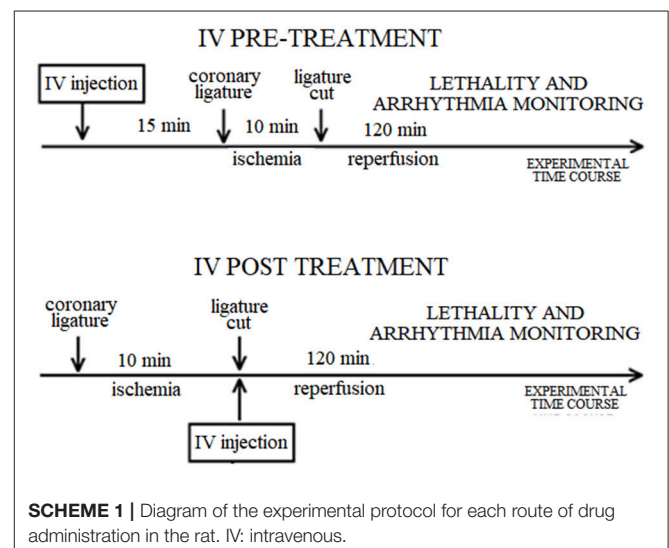 IV PRE-TREATMENT
IV injection
coronary
ligature
ligature
cut
LETHALITY AND
ARRHYTHMIA MONITORING
15 min
10 min
120 min
ischemia
reperfusion
EXPERIMENTAL
TIME COURSE
IV POST TREATMENT
coronary
ligature
ligature
cut
LETHALITY AND
ARRHYTHMIA MONITORING
10 min
120 min
ischemia
reperfusion
EXPERIMENTAL
TIME COURSE
IV injection
SCHEME 1 | Diagram of the experimental protocol for each route of drug
administration in the rat. IV: intravenous.